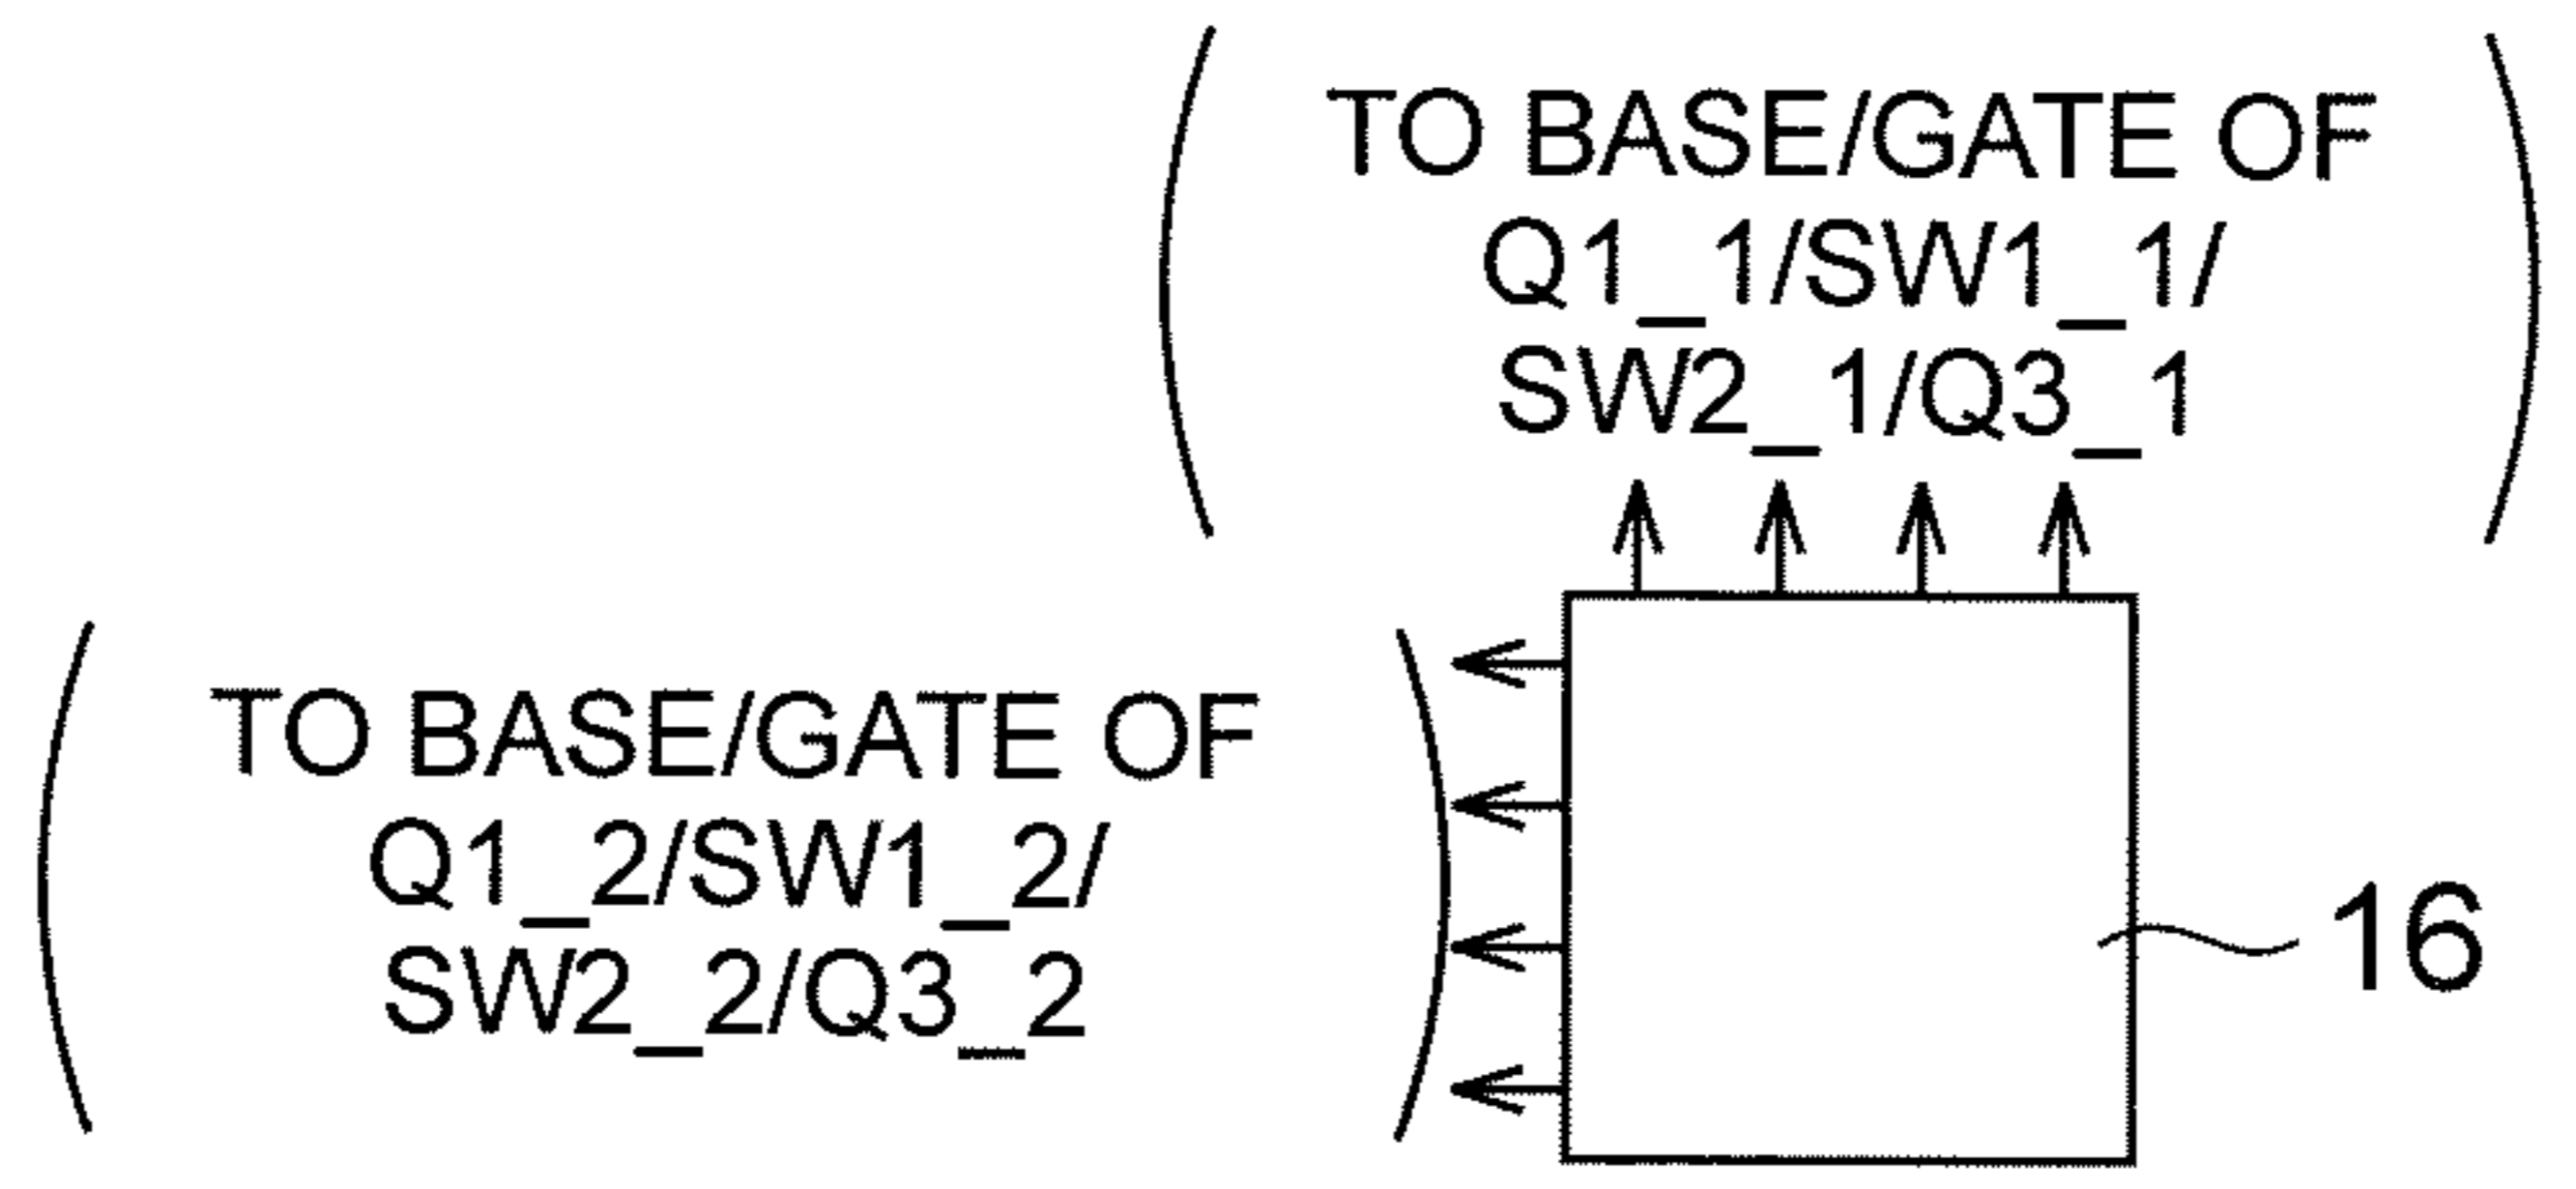 TO BASE/GATE OF
Q1_1/SW1_1/
SW2_1/Q3_1
TO BASE/GATE OF
Q1_2/SW1_2/
SW2_2/Q3_2
16